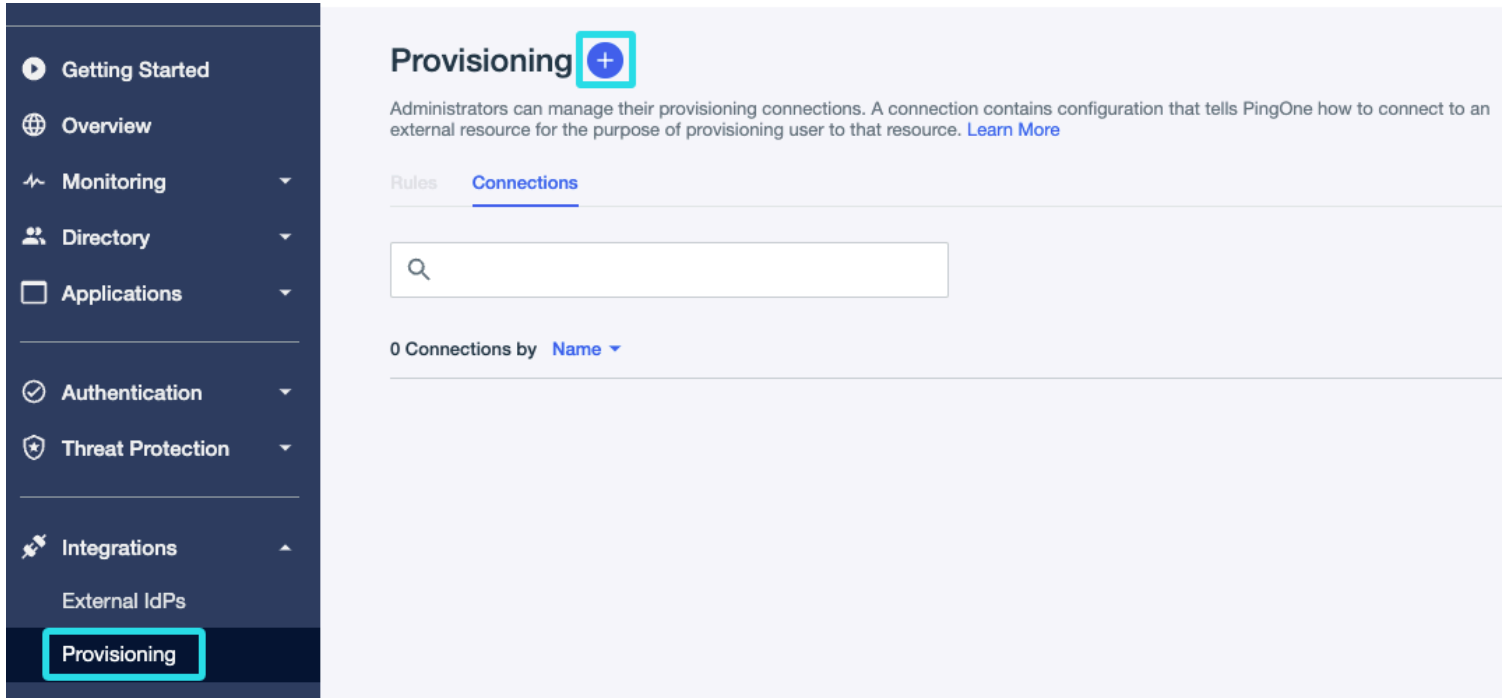 Getting Started
Overview
Monitoring
Directory
Applications
Authentication
Threat Protection
Integrations
External IdPs
Provisioning
Provisioning
Administrators can manage their provisioning connections. A connection contains configuration that tells PingOne how to connect to an
external resource for the purpose of provisioning user to that resource. Learn More
Rules Connections
0 Connections by Name